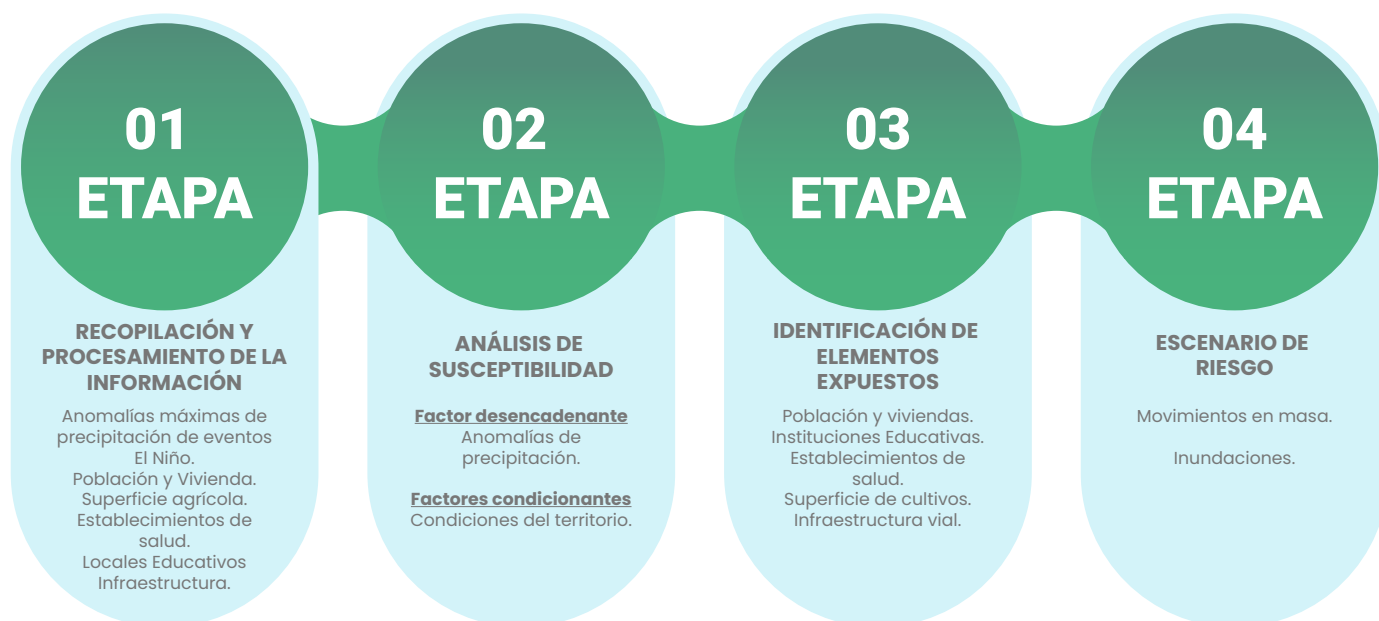 01
ETAPA
RECOPILACIÓN Y
PROCESAMIENTO DE LA
INFORMACIÓN
Anomalías máximas de
precipitación de eventos
El Niño.
Población y Vivienda.
Superficie agrícola.
Establecimientos de
salud.
Locales Educativos
Infraestructura.
02
ETAPA
ANÁLISIS DE
SUSCEPTIBILIDAD
Factor desencadenante
Anomalías de
precipitación.
Factores condicionantes
Condiciones del territorio.
03
ETAPA
IDENTIFICACIÓN DE
ELEMENTOS
EXPUESTOS
Población y viviendas.
Instituciones Educativas.
Establecimientos de
salud.
Superficie de cultivos.
Infraestructura vial.
04
ETAPA
ESCENARIO DE
RIESGO
Movimientos en masa.
Inundaciones.